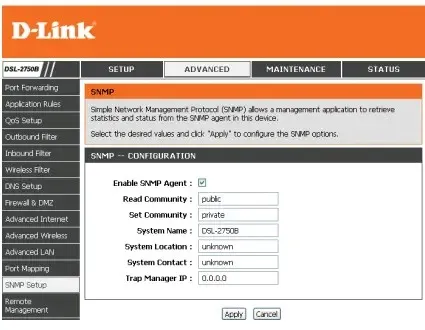 D-Link
DSL-2750B // SETUP ADVANCED MAINTENANCE STATUS
Port Forwarding
Application Rules
QoS Setup
Outbound Filter
Inbound Filter
Wireless Filter
DNS Setup
Firewall & DMZ
Advanced Internet
Advanced Wireless
Advanced LAN
Port Mapping
SNMP Setup
Remote
Management
SNMP
Simple Network Management Protocol (SNMP) allows a management application to retrieve
statistics and status from the SNMP agent in this device.
Select the desired values and click "Apply" to configure the SNMP options.
SNMP -- CONFIGURATION
Enable SNMP Agent :
Read Community : public
Set Community : private
System Name : DSL-2750B
System Location : unknown
System Contact : unknown
Trap Manager IP : 0.0.0.0
Apply Cancel